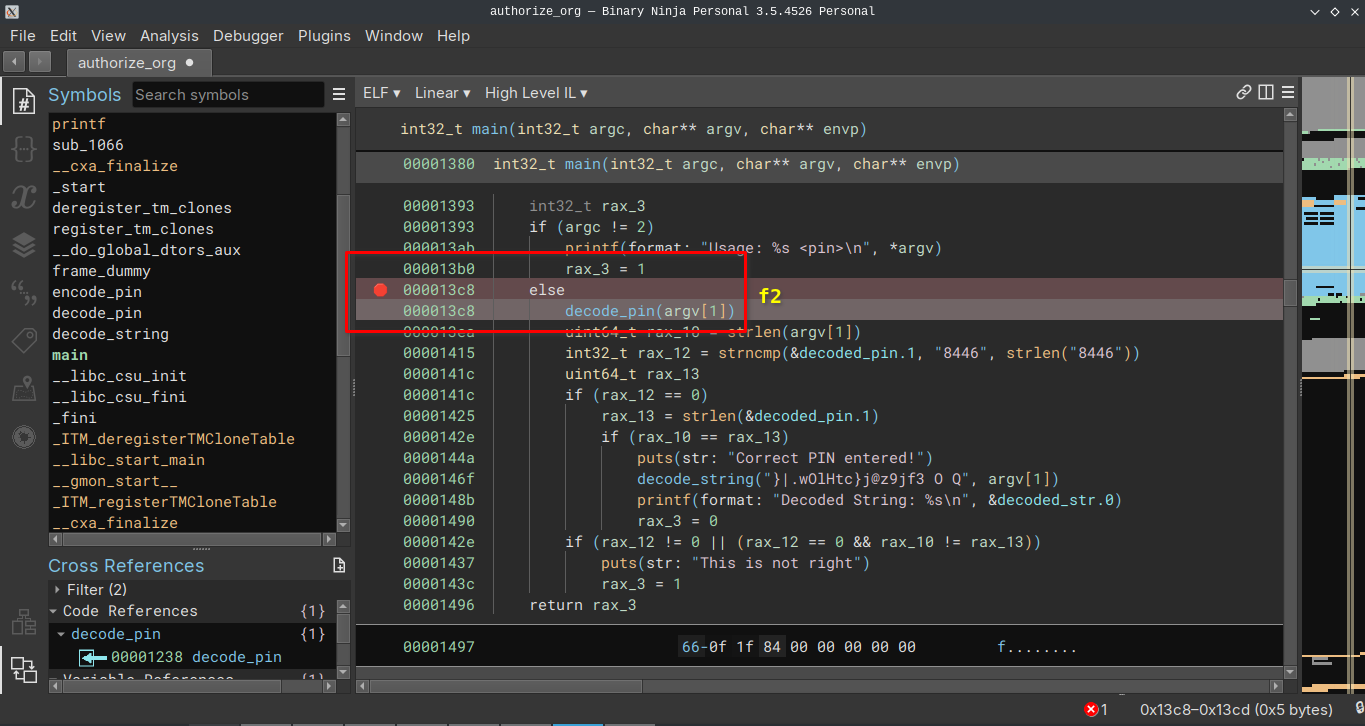 authorize_org — Binary Ninja Personal 3.5.4526 Personal
File Edit View Analysis Debugger Plugins Window Help
authorize_org ●
Symbols
Search symbols
ELF ▾ Linear ▾ High Level IL ▾
printf
sub_1066
__cxa_finalize
_start
deregister_tm_clones
register_tm_clones
__do_global_dtors_aux
frame_dummy
encode_pin
decode_pin
decode_string
main
__libc_csu_init
__libc_csu_fini
_fini
_ITM_deregisterTMCloneTable
__libc_start_main
__gmon_start__
_ITM_registerTMCloneTable
__cxa_finalize
Cross References
Filter (2)
Code References {1}
decode_pin {1}
00001238 decode_pin
Variable References {1}
int32_t main(int32_t argc, char** argv, char** envp)
00001380 int32_t main(int32_t argc, char** argv, char** envp)
00001393 int32_t rax_3
00001393 if (argc != 2)
000013ab printf(format: "Usage: %s <pin>\n", *argv)
000013b0 rax_3 = 1
000013c8 else
f2
000013c8 decode_pin(argv[1])
000013ea uint64_t rax_10 = strlen(argv[1])
00001415 int32_t rax_12 = strncmp(&decoded_pin.1, "8446", strlen("8446"))
0000141c uint64_t rax_13
0000141c if (rax_12 == 0)
00001425 rax_13 = strlen(&decoded_pin.1)
0000142e if (rax_10 == rax_13)
0000144a puts(str: "Correct PIN entered!")
0000146f decode_string("}|.wOlHtc}j@z9jf3 O Q", argv[1])
0000148b printf(format: "Decoded String: %s\n", &decoded_str.0)
00001490 rax_3 = 0
0000142e if (rax_12 != 0 || (rax_12 == 0 && rax_10 != rax_13))
00001437 puts(str: "This is not right")
0000143c rax_3 = 1
00001496 return rax_3
00001497 66-0f 1f 84 00 00 00 00 00 f........
1 0x13c8–0x13cd (0x5 bytes)